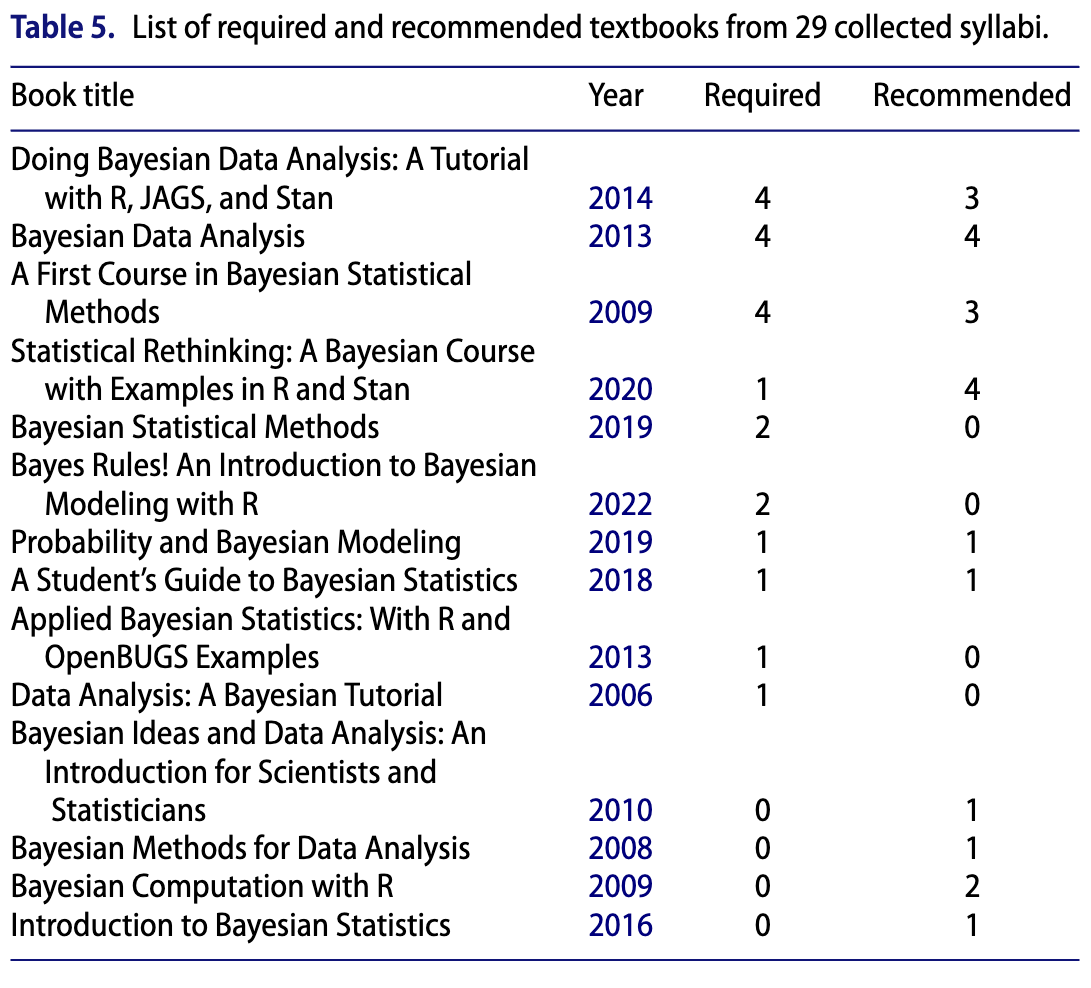 Table 5. List of required and recommended textbooks from 29 collected syllabi.
Book title Year Required Recommended
Doing Bayesian Data Analysis: A Tutorial
with R, JAGS, and Stan 2014 4 3
Bayesian Data Analysis 2013 4 4
A First Course in Bayesian Statistical
Methods 2009 4 3
Statistical Rethinking: A Bayesian Course
with Examples in R and Stan 2020 1 4
Bayesian Statistical Methods 2019 2 0
Bayes Rules! An Introduction to Bayesian
Modeling with R 2022 2 0
Probability and Bayesian Modeling 2019 1 1
A Student’s Guide to Bayesian Statistics 2018 1 1
Applied Bayesian Statistics: With R and
OpenBUGS Examples 2013 1 0
Data Analysis: A Bayesian Tutorial 2006 1 0
Bayesian Ideas and Data Analysis: An
Introduction for Scientists and
Statisticians 2010 0 1
Bayesian Methods for Data Analysis 2008 0 1
Bayesian Computation with R 2009 0 2
Introduction to Bayesian Statistics 2016 0 1